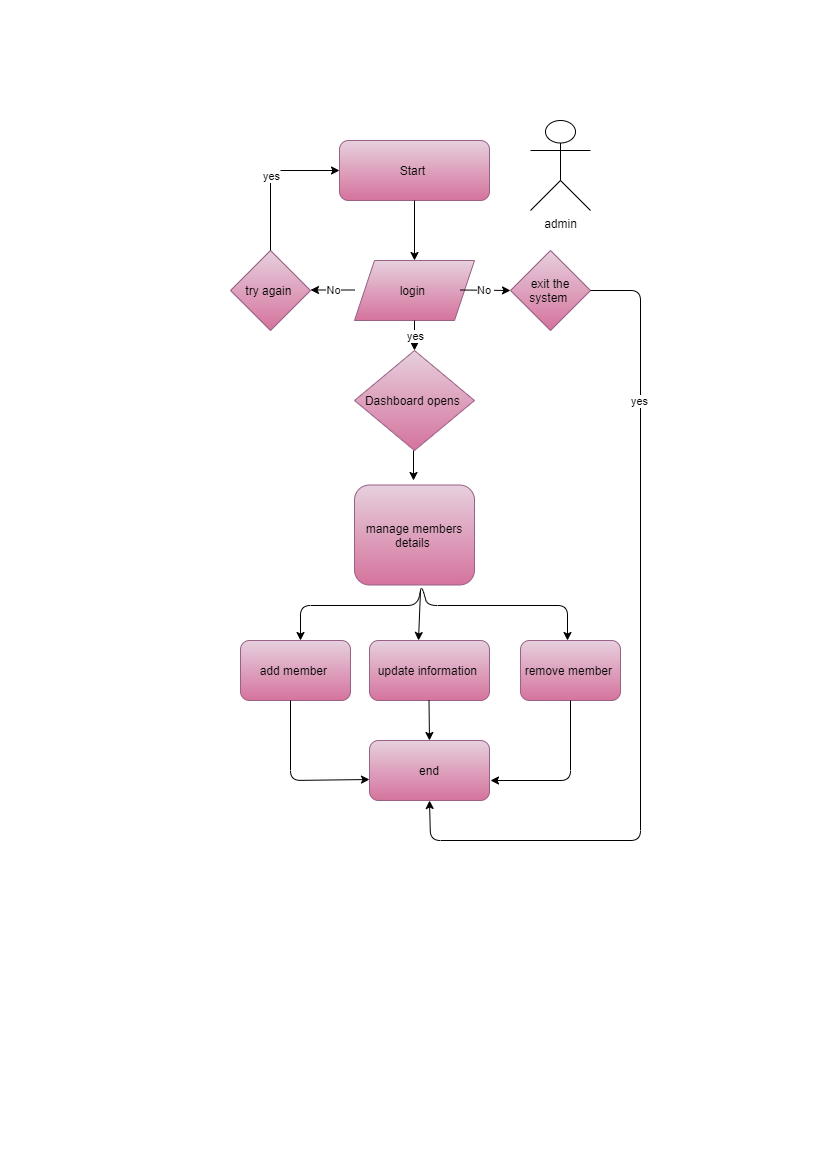 Start
yes
admin
try again
No
login
No
exit the
system
yes
Dashboard opens
yes
manage members
details
add member
update information
remove member
end